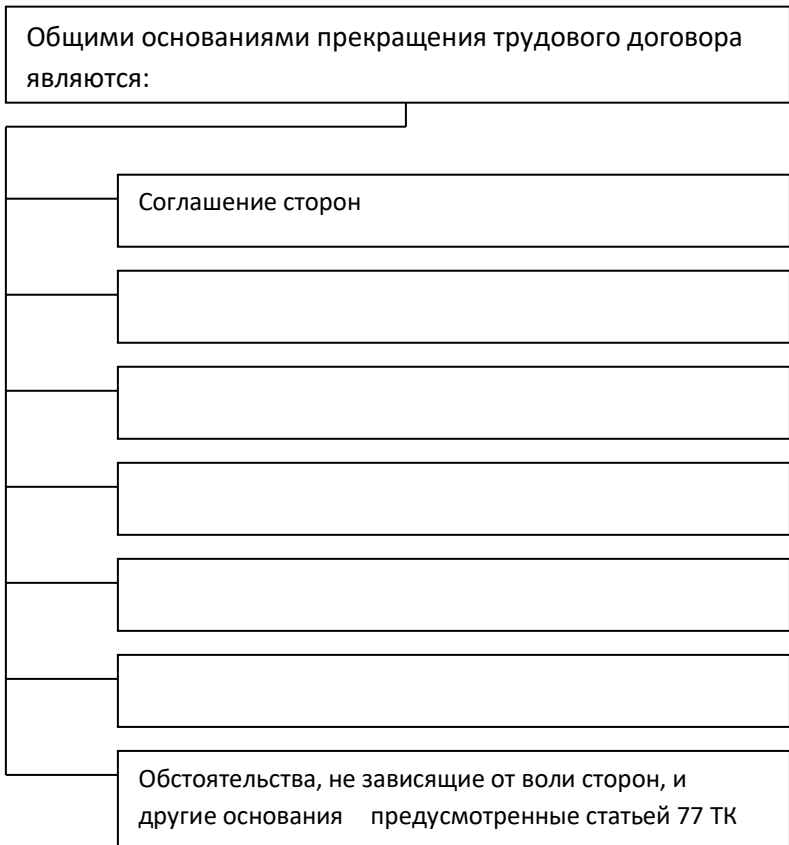 Общими основаниями прекращения трудового договора
являются:
Соглашение сторон
Обстоятельства, не зависящие от воли сторон, и
другие основания предусмотренные статьей 77 ТК